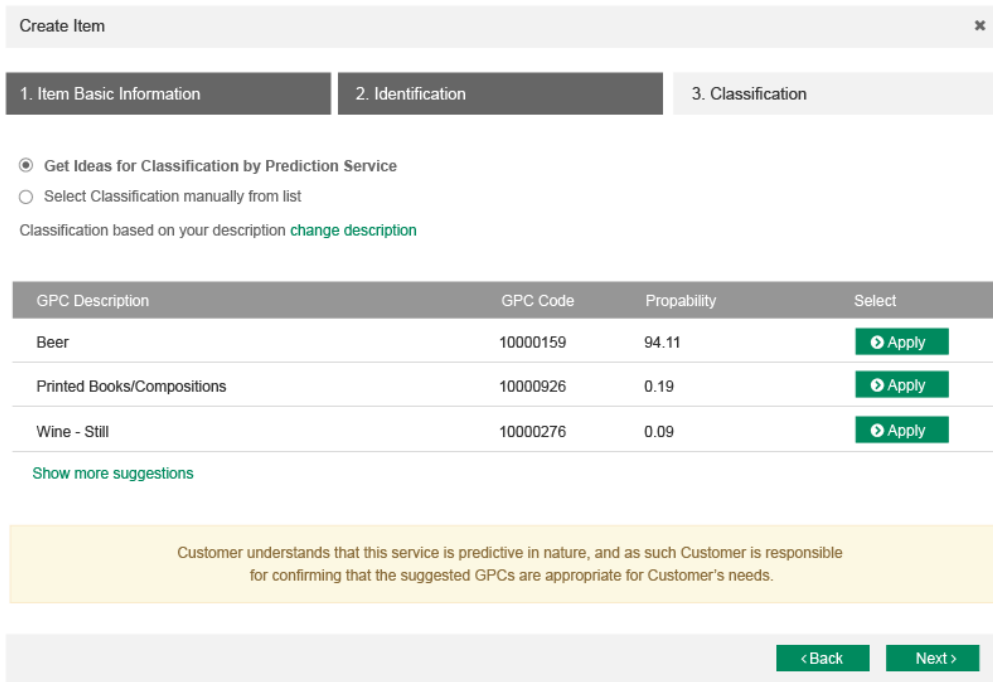 Create Item
1. Item Basic Information
2. Identification
3. Classification
Get Ideas for Classification by Prediction Service
Select Classification manually from list
Classification based on your description change description
GPC Description GPC Code Propability Select
Beer 10000159 94.11 Apply
Printed Books/Compositions 10000926 0.19 Apply
Wine - Still 10000276 0.09 Apply
Show more suggestions
Customer understands that this service is predictive in nature, and as such Customer is responsible
for confirming that the suggested GPCs are appropriate for Customer's needs.
Back Next